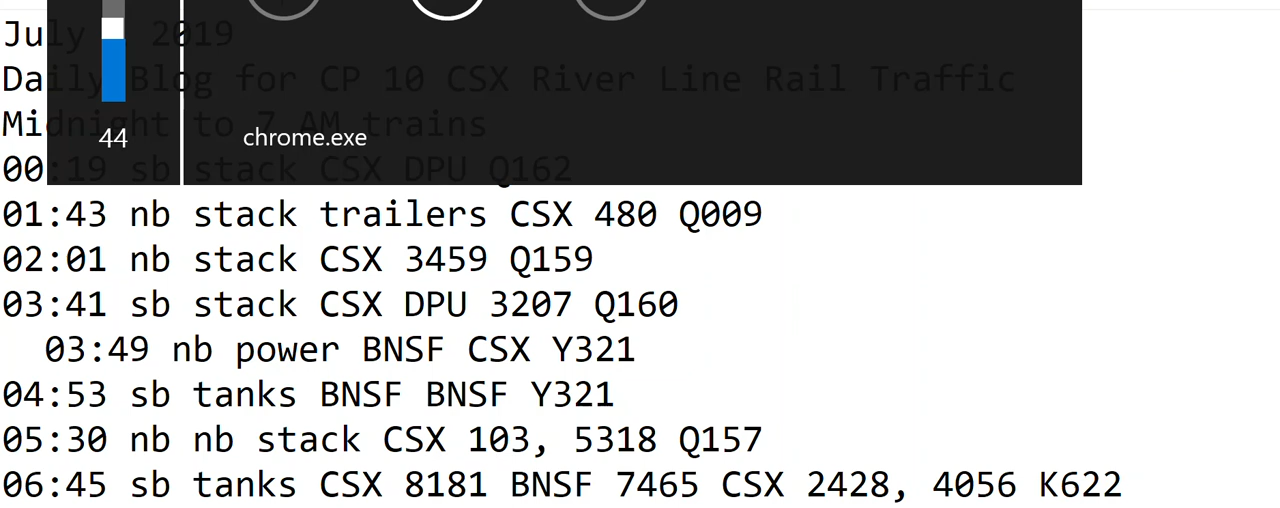 July 2019
Daily Blog for CP 10 CSX River Line Rail Traffic
Midnight to 7 AM trains
44
chrome.exe
00:19 sb stack CSX DPU Q162
01:43 nb stack trailers CSX 480 Q009
02:01 nb stack CSX 3459 Q159
03:41 sb stack CSX DPU 3207 Q160
03:49 nb power BNSF CSX Y321
04:53 sb tanks BNSF BNSF Y321
05:30 nb nb stack CSX 103, 5318 Q157
06:45 sb tanks CSX 8181 BNSF 7465 CSX 2428, 4056 K622